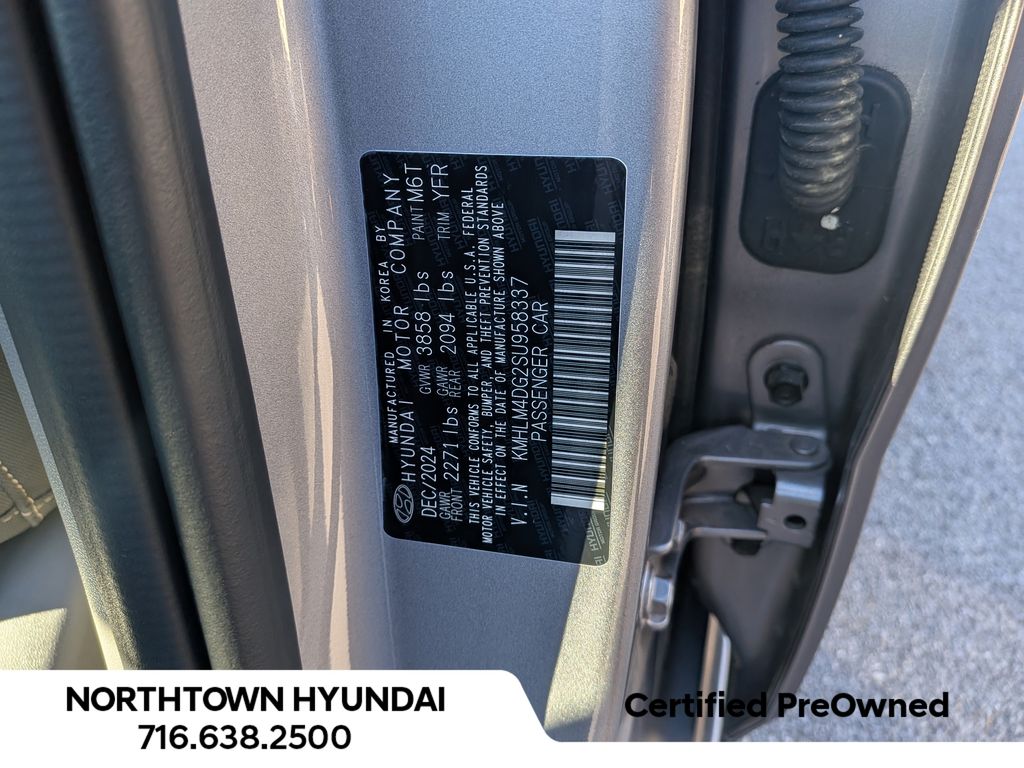 MANUFACTURED IN KOREA BY
HYUNDAI MOTOR COMPANY
DEC/2024 GVWR 3858 lbs PAINT M6T
GAWR FRONT 2271 lbs GAWR REAR 2094 lbs TRIM YFR
THIS VEHICLE CONFORMS TO ALL APPLICABLE U.S.A. FEDERAL
MOTOR VEHICLE SAFETY, BUMPER, AND THEFT PREVENTION STANDARDS
IN EFFECT ON THE DATE OF MANUFACTURE SHOWN ABOVE
V.I.N KMHLM4DG2SU958337
PASSENGER CAR
NORTHTOWN HYUNDAI
716.638.2500
Certified PreOwned